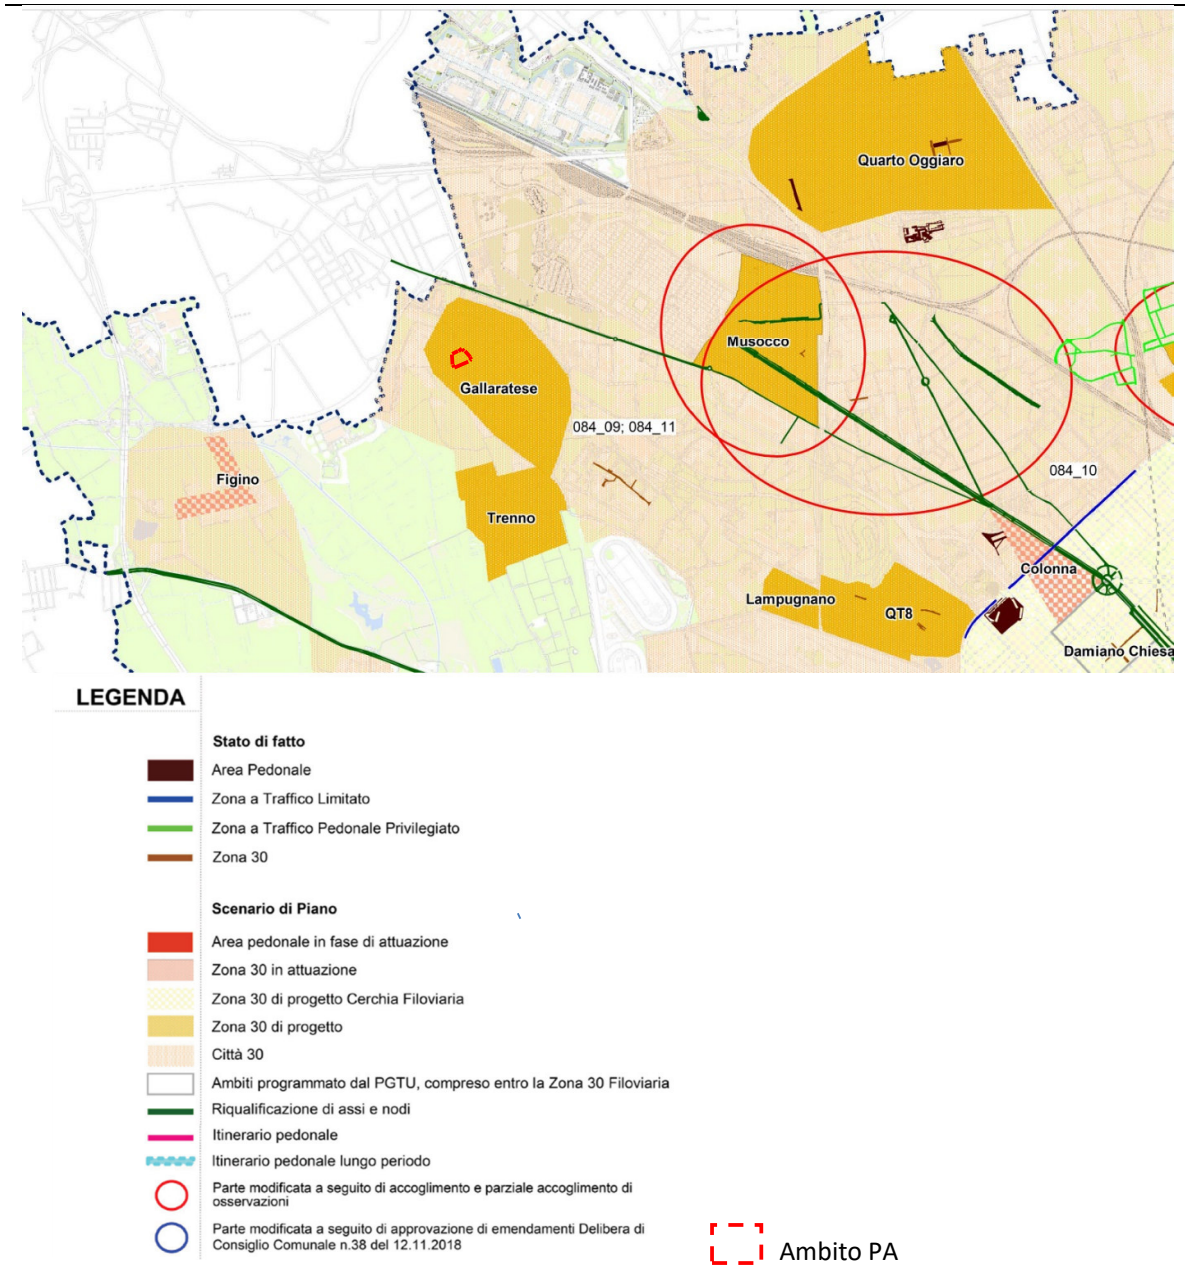 Quarto Oggiaro
Musocco
Gallaratese
084_09; 084_11
084_10
Figino
Trenno
Colonna
Lampugnano
QT8
Damiano Chiesa
LEGENDA
Stato di fatto
Area Pedonale
Zona a Traffico Limitato
Zona a Traffico Pedonale Privilegiato
Zona 30
Scenario di Piano
Area pedonale in fase di attuazione
Zona 30 in attuazione
Zona 30 di progetto Cerchia Filoviaria
Zona 30 di progetto
Città 30
Ambiti programmato dal PGTU, compreso entro la Zona 30 Filoviaria
Riqualificazione di assi e nodi
Itinerario pedonale
Itinerario pedonale lungo periodo
Parte modificata a seguito di accoglimento e parziale accoglimento di
osservazioni
Parte modificata a seguito di approvazione di emendamenti Delibera di
Consiglio Comunale n.38 del 12.11.2018
Ambito PA